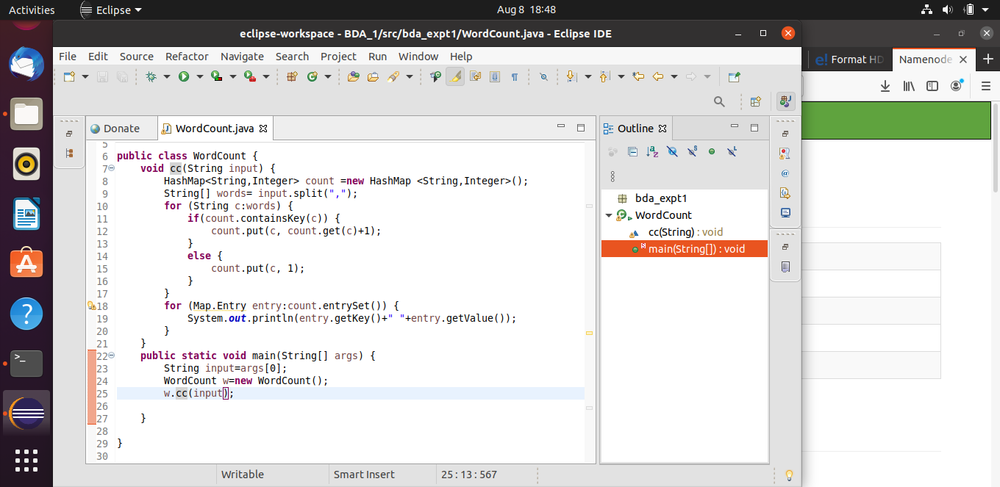 Activities Eclipse Aug 8 18:48
eclipse-workspace - BDA_1/src/bda_expt1/WordCount.java - Eclipse IDE
File Edit Source Refactor Navigate Search Project Run Window Help
Format HD Namenode
Donate WordCount.java Outline
5
6 public class WordCount {
7 void cc(String input) {
8 HashMap<String,Integer> count =new HashMap <String,Integer>();
9 String[] words= input.split(",");
10 for (String c:words) {
11 if(count.containsKey(c)) {
12 count.put(c, count.get(c)+1);
13 }
14 else {
15 count.put(c, 1);
16 }
17 }
18 for (Map.Entry entry:count.entrySet()) {
19 System.out.println(entry.getKey()+" "+entry.getValue());
20 }
21 }
22 public static void main(String[] args) {
23 String input=args[0];
24 WordCount w=new WordCount();
25 w.cc(input);
26
27 }
28
29 }
30
bda_expt1
WordCount
cc(String) : void
main(String[]) : void
Writable Smart Insert 25 : 13 : 567